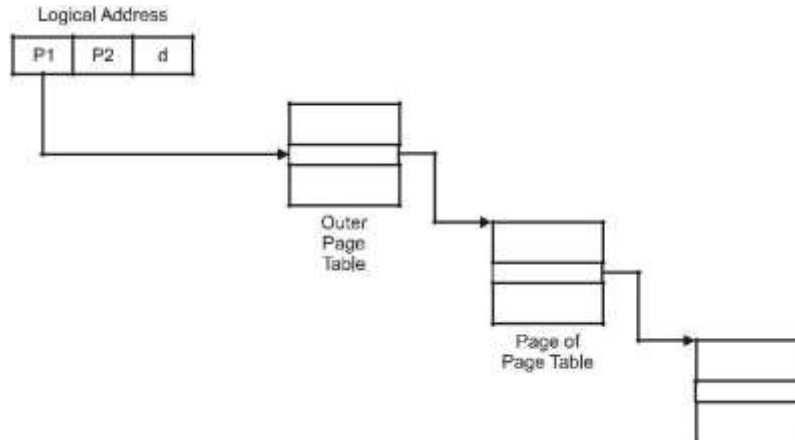 Logical Address
P1 P2 d
Outer
Page
Table
Page of
Page Table